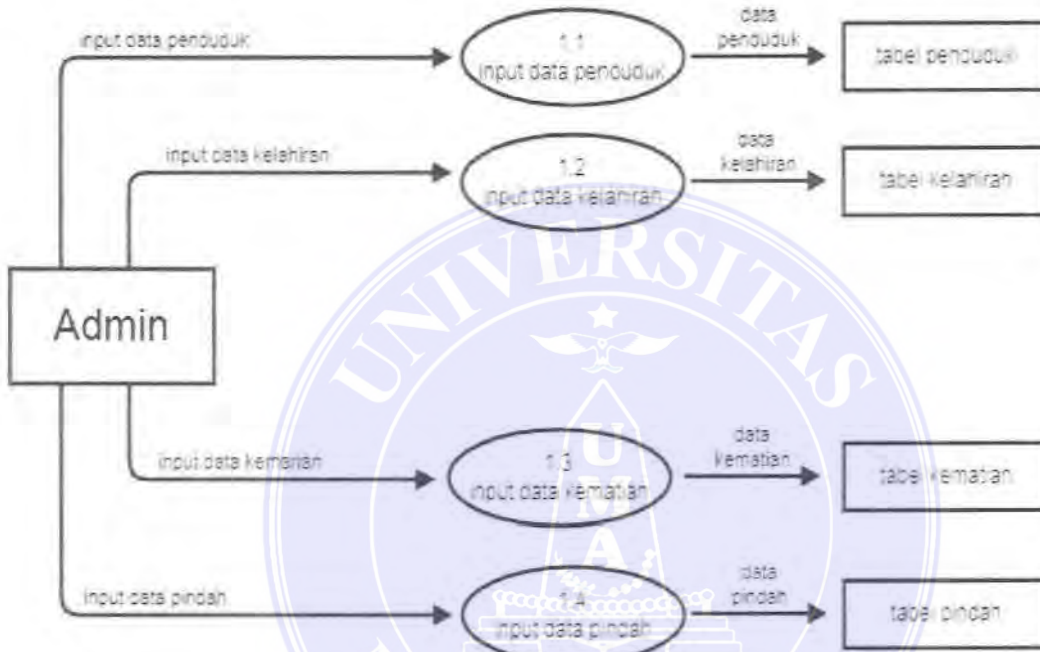 input data penduduk
1.1
input data penduduk
data
penduduk
tabel penduduk
input data kelahiran
1.2
input data kelahiran
data
kelahiran
tabel kelahiran
Admin
input data kemarian
1.3
input data kematian
data
kematian
tabel kematian
input data pindah
1.4
input data pindah
data
pindah
tabel pindah
UNIVERSITAS
UMA